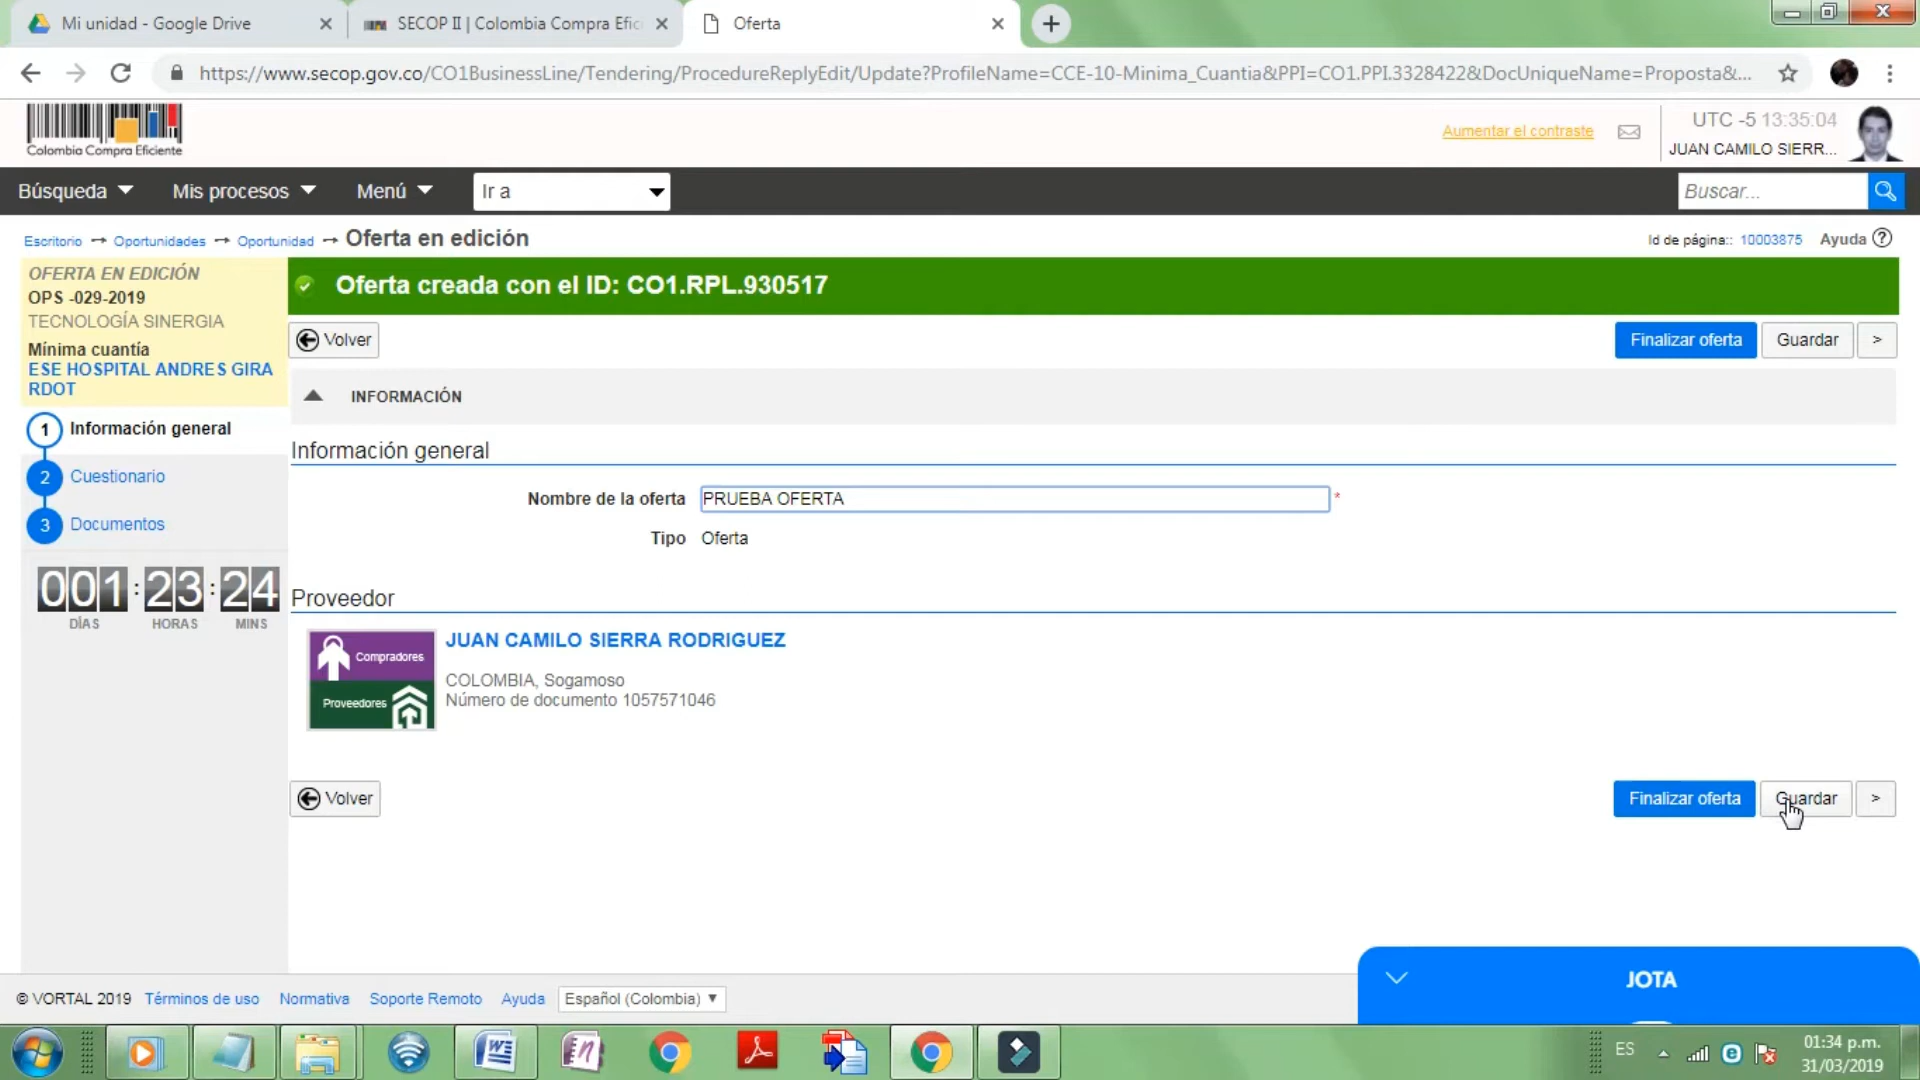 Mi unidad - Google Drive
SECOP II | Colombia Compra Efic
Oferta
https://www.secop.gov.co/CO1BusinessLine/Tendering/ProcedureReplyEdit/Update?ProfileName=CCE-10-Minima_Cuantia&PPI=CO1.PPI.3328422&DocUniqueName=Proposta&...
Colombia Compra Eficiente
Aumentar el contraste
UTC -5 13:35:04
JUAN CAMILO SIERR...
Búsqueda
Mis procesos
Menú
Ir a
Buscar...
Escritorio → Oportunidades → Oportunidad → Oferta en edición
Id de página:: 10003875 Ayuda ?
OFERTA EN EDICIÓN
OPS -029-2019
TECNOLOGÍA SINERGIA
Mínima cuantía
ESE HOSPITAL ANDRES GIRA
RDOT
Oferta creada con el ID: CO1.RPL.930517
Volver
Finalizar oferta
Guardar
>
INFORMACIÓN
1 Información general
2 Cuestionario
3 Documentos
001 : 23 : 24
DÍAS HORAS MINS
Información general
Nombre de la oferta PRUEBA OFERTA *
Tipo Oferta
Proveedor
Compradores
Proveedores
JUAN CAMILO SIERRA RODRIGUEZ
COLOMBIA, Sogamoso
Número de documento 1057571046
Volver
Finalizar oferta
Guardar
>
JOTA
© VORTAL 2019 Términos de uso Normativa Soporte Remoto Ayuda Español (Colombia)
ES
01:34 p.m.
31/03/2019